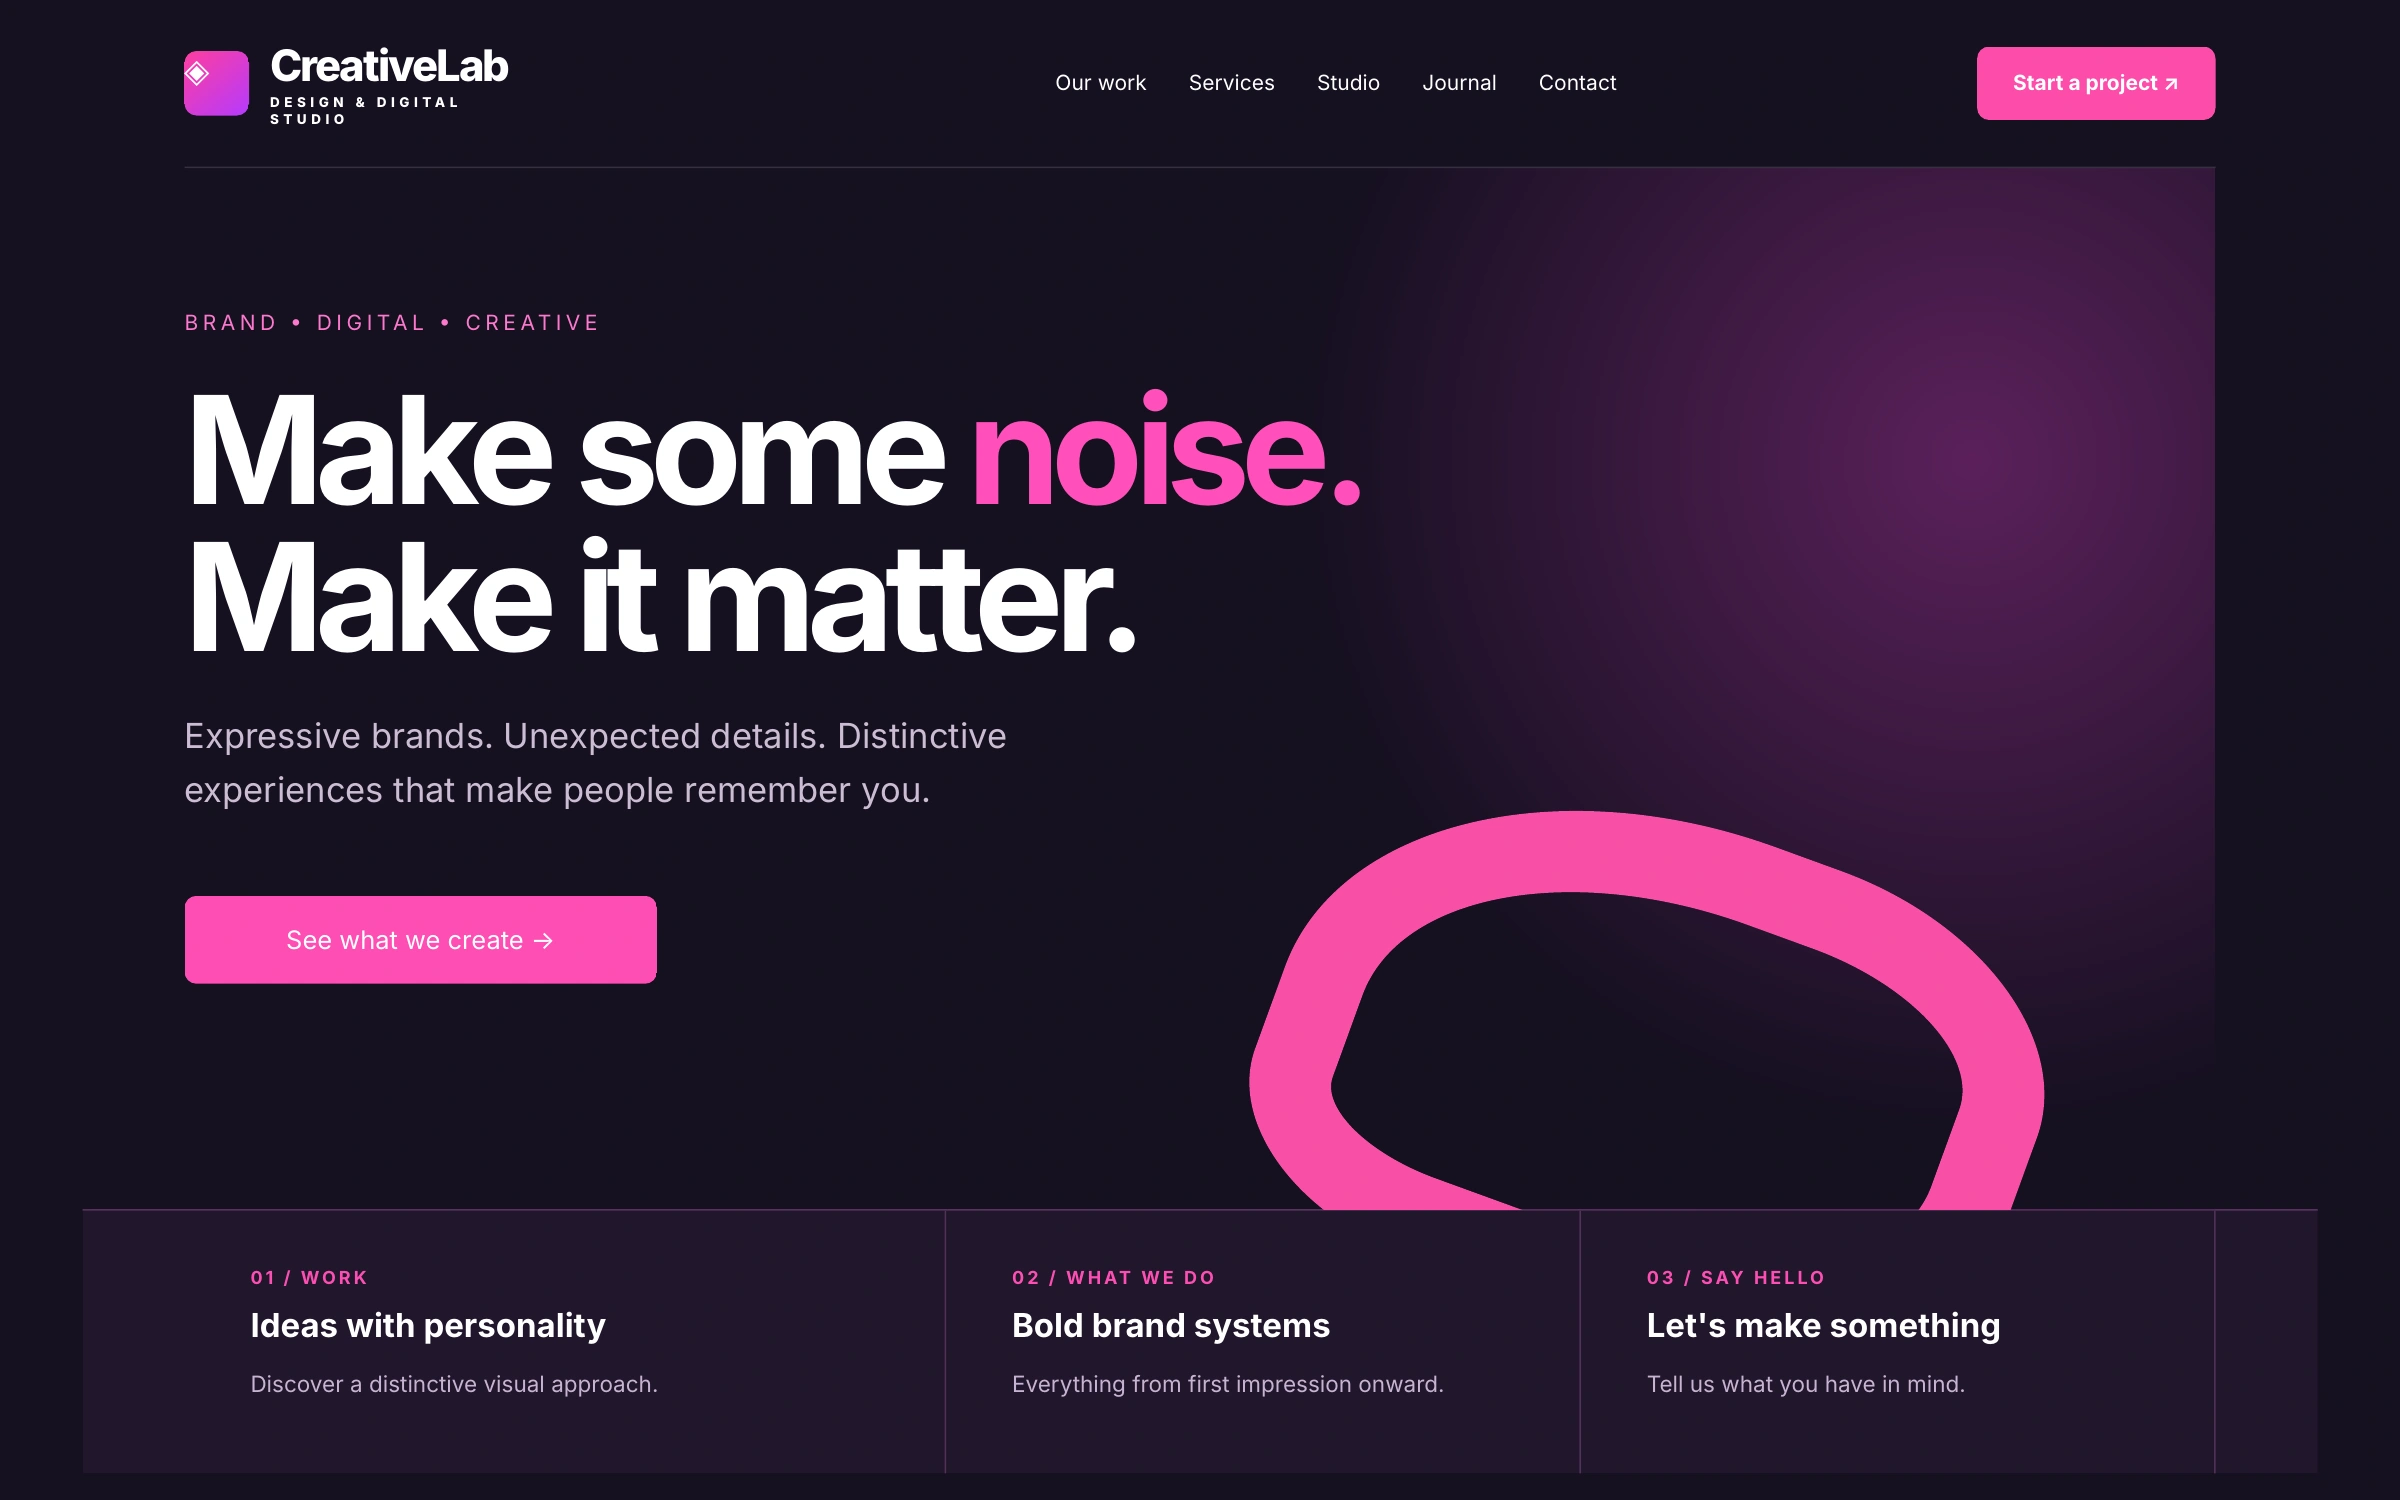 CreativeLab
DESIGN & DIGITAL
STUDIO
Our work
Services
Studio
Journal
Contact
Start a project ↗
BRAND • DIGITAL • CREATIVE
Make some noise.
Make it matter.
Expressive brands. Unexpected details. Distinctive
experiences that make people remember you.
See what we create →
01 / WORK
Ideas with personality
Discover a distinctive visual approach.
02 / WHAT WE DO
Bold brand systems
Everything from first impression onward.
03 / SAY HELLO
Let's make something
Tell us what you have in mind.